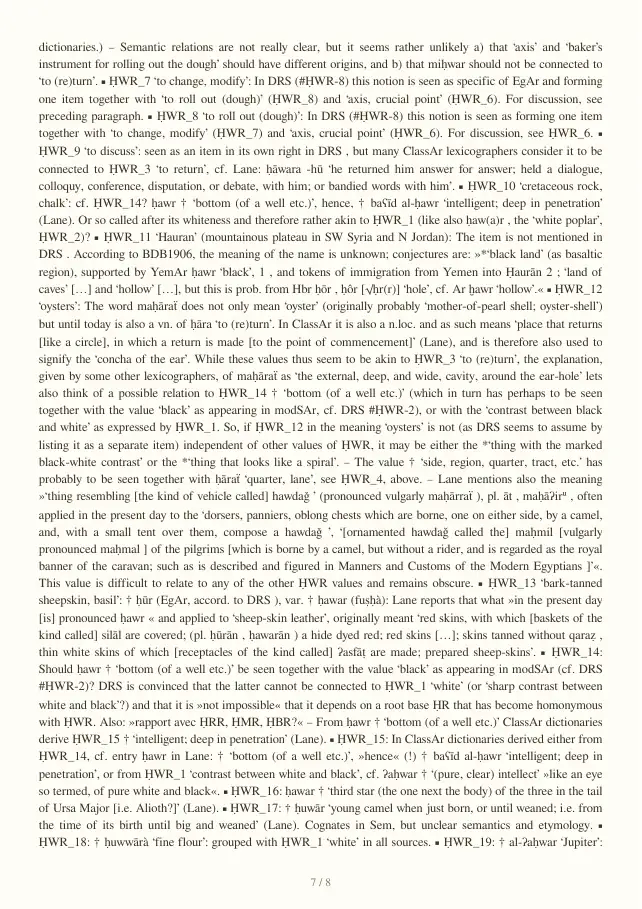 dictionaries.) – Semantic relations are not really clear, but it seems rather unlikely a) that ‘axis’ and ‘baker’s
instrument for rolling out the dough’ should have different origins, and b) that miḥwar should not be connected to
‘to (re)turn’. ▪ ḤWR_7 ‘to change, modify’: In DRS (#ḤWR-8) this notion is seen as specific of EgAr and forming
one item together with ‘to roll out (dough)’ (ḤWR_8) and ‘axis, crucial point’ (ḤWR_6). For discussion, see
preceding paragraph. ▪ ḤWR_8 ‘to roll out (dough)’: In DRS (#ḤWR-8) this notion is seen as forming one item
together with ‘to change, modify’ (ḤWR_7) and ‘axis, crucial point’ (ḤWR_6). For discussion, see ḤWR_6. ▪
ḤWR_9 ‘to discuss’: seen as an item in its own right in DRS , but many ClassAr lexicographers consider it to be
connected to ḤWR_3 ‘to return’, cf. Lane: ḥāwara -hū ‘he returned him answer for answer; held a dialogue,
colloquy, conference, disputation, or debate, with him; or bandied words with him’. ▪ ḤWR_10 ‘cretaceous rock,
chalk’: cf. ḤWR_14? ḥawr † ‘bottom (of a well etc.)’, hence, † baʕīd al-ḥawr ‘intelligent; deep in penetration’
(Lane). Or so called after its whiteness and therefore rather akin to ḤWR_1 (like also ḥaw(a)r , the ‘white poplar’,
ḤWR_2)? ▪ ḤWR_11 ‘Hauran’ (mountainous plateau in SW Syria and N Jordan): The item is not mentioned in
DRS . According to BDB1906, the meaning of the name is unknown; conjectures are: »*‘black land’ (as basaltic
region), supported by YemAr ḥawr ‘black’, 1 , and tokens of immigration from Yemen into Ḥaurān 2 ; ‘land of
caves’ […] and ‘hollow’ […], but this is prob. from Hbr ḥōr , ḥōr [√ḥr(r)] ‘hole’, cf. Ar ḥawr ‘hollow’.« ▪ ḤWR_12
‘oysters’: The word maḥāraẗ does not only mean ‘oyster’ (originally probably ‘mother-of-pearl shell; oyster-shell’)
but until today is also a vn. of ḥāra ‘to (re)turn’. In ClassAr it is also a n.loc. and as such means ‘place that returns
[like a circle], in which a return is made [to the point of commencement]’ (Lane), and is therefore also used to
signify the ‘concha of the ear’. While these values thus seem to be akin to ḤWR_3 ‘to (re)turn’, the explanation,
given by some other lexicographers, of maḥāraẗ as ‘the external, deep, and wide, cavity, around the ear-hole’ lets
also think of a possible relation to ḤWR_14 † ‘bottom (of a well etc.)’ (which in turn has perhaps to be seen
together with the value ‘black’ as appearing in modSAr, cf. DRS #ḤWR-2), or with the ‘contrast between black
and white’ as expressed by ḤWR_1. So, if ḤWR_12 in the meaning ‘oysters’ is not (as DRS seems to assume by
listing it as a separate item) independent of other values of ḤWR, it may be either the *‘thing with the marked
black-white contrast’ or the *‘thing that looks like a spiral’. – The value † ‘side, region, quarter, tract, etc.’ has
probably to be seen together with ḥāraẗ ‘quarter, lane’, see ḤWR_4, above. – Lane mentions also the meaning
»‘thing resembling [the kind of vehicle called] hawdaǧ ’ (pronounced vulgarly maḥārraẗ ), pl. āt , maḥāʔirᵘ , often
applied in the present day to the ‘dorsers, panniers, oblong chests which are borne, one on either side, by a camel,
and, with a small tent over them, compose a hawdaǧ ’, ‘[ornamented hawdaǧ called the] maḥmil [vulgarly
pronounced maḥmal ] of the pilgrims [which is borne by a camel, but without a rider, and is regarded as the royal
banner of the caravan; such as is described and figured in Manners and Customs of the Modern Egyptians ]’«.
This value is difficult to relate to any of the other ḤWR values and remains obscure. ▪ ḤWR_13 ‘bark-tanned
sheepskin, basil’: † ḥūr (EgAr, accord. to DRS ), var. † ḥawar (fuṣḥà): Lane reports that what »in the present day
[is] pronounced ḥawr « and applied to ‘sheep-skin leather’, originally meant ‘red skins, with which [baskets of the
kind called] silāl are covered; (pl. ḥūrān , ḥawarān ) a hide dyed red; red skins […]; skins tanned without qaraẓ ,
thin white skins of which [receptacles of the kind called] ʔasfāṭ are made; prepared sheep-skins’. ▪ ḤWR_14:
Should ḥawr † ‘bottom (of a well etc.)’ be seen together with the value ‘black’ as appearing in modSAr (cf. DRS
#ḤWR-2)? DRS is convinced that the latter cannot be connected to ḤWR_1 ‘white’ (or ‘sharp contrast between
white and black’?) and that it is »not impossible« that it depends on a root base ḤR that has become homonymous
with ḤWR. Also: »rapport avec ḤRR, ḤMR, ḪBR?« – From ḥawr † ‘bottom (of a well etc.)’ ClassAr dictionaries
derive ḤWR_15 † ‘intelligent; deep in penetration’ (Lane). ▪ ḤWR_15: In ClassAr dictionaries derived either from
ḤWR_14, cf. entry ḥawr in Lane: † ‘bottom (of a well etc.)’, »hence« (!) † baʕīd al-ḥawr ‘intelligent; deep in
penetration’, or from ḤWR_1 ‘contrast between white and black’, cf. ʔaḥwar † ‘(pure, clear) intellect’ »like an eye
so termed, of pure white and black«. ▪ ḤWR_16: ḥawar † ‘third star (the one next the body) of the three in the tail
of Ursa Major [i.e. Alioth?]’ (Lane). ▪ ḤWR_17: † ḥuwār ‘young camel when just born, or until weaned; i.e. from
the time of its birth until big and weaned’ (Lane). Cognates in Sem, but unclear semantics and etymology. ▪
ḤWR_18: † ḥuwwārà ‘fine flour’: grouped with ḤWR_1 ‘white’ in all sources. ▪ ḤWR_19: † al-ʔaḥwar ‘Jupiter’:
7 / 8